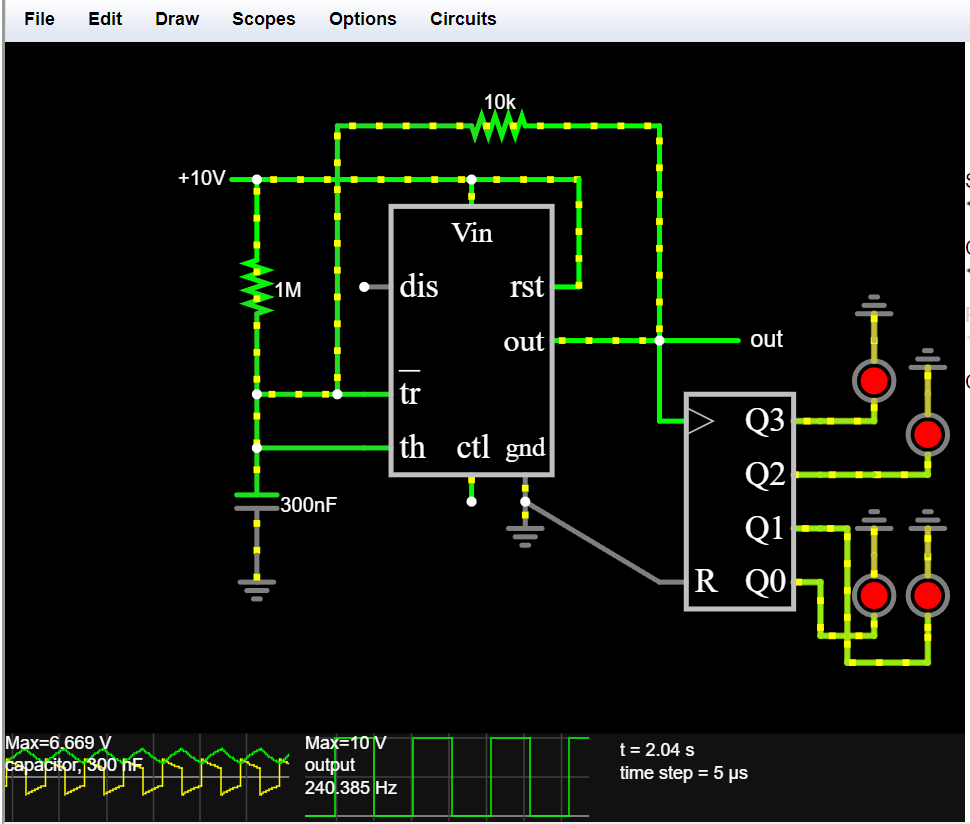 File Edit Draw Scopes Options Circuits
10k
+10V
Vin
1M
dis
rst
out
out
tr
th
ctl
gnd
300nF
Q3
Q2
Q1
Q0
R
Max=6.669 V
capacitor, 300 nF
Max=10 V
output
240.385 Hz
t = 2.04 s
time step = 5 μs